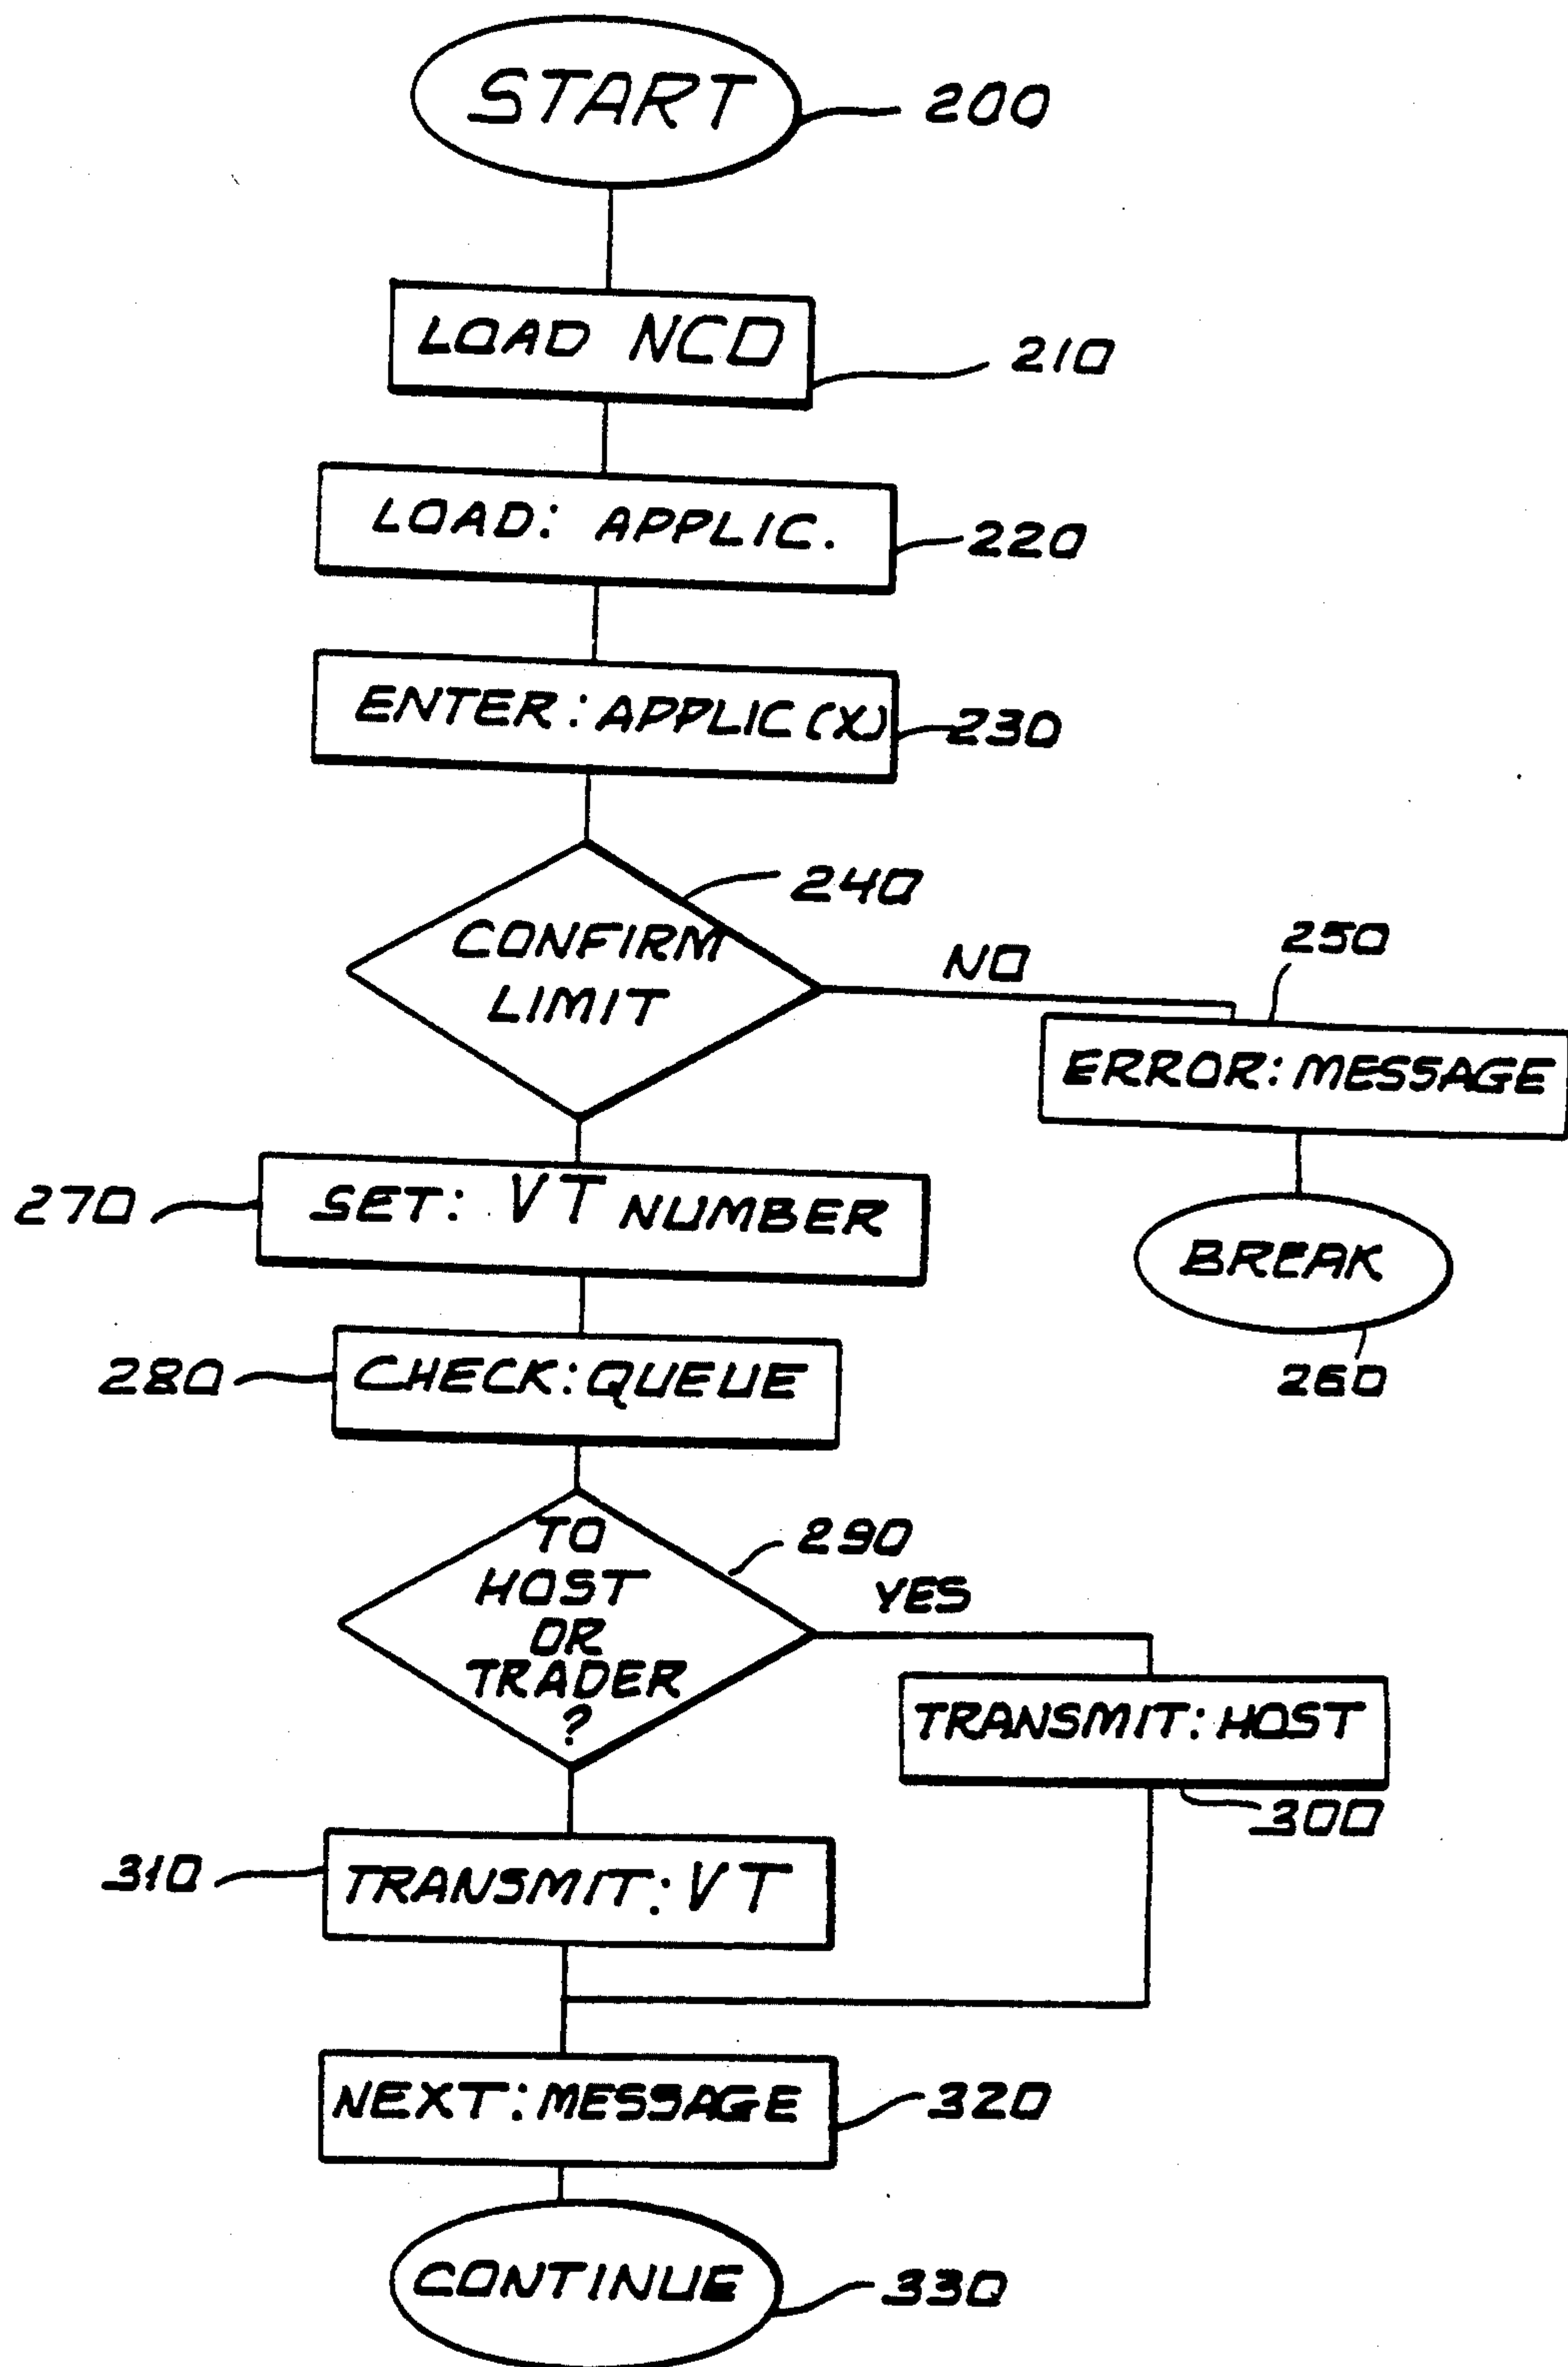 START
200
LOAD NCD
210
LOAD: APPLIC.
220
ENTER: APPLIC(X)
230
240
CONFIRM
LIMIT
NO
250
ERROR: MESSAGE
270
SET: VT NUMBER
BREAK
260
280
CHECK: QUEUE
290
TO
HOST
OR
TRADER
?
YES
TRANSMIT: HOST
300
310
TRANSMIT: VT
NEXT: MESSAGE
320
CONTINUE
330